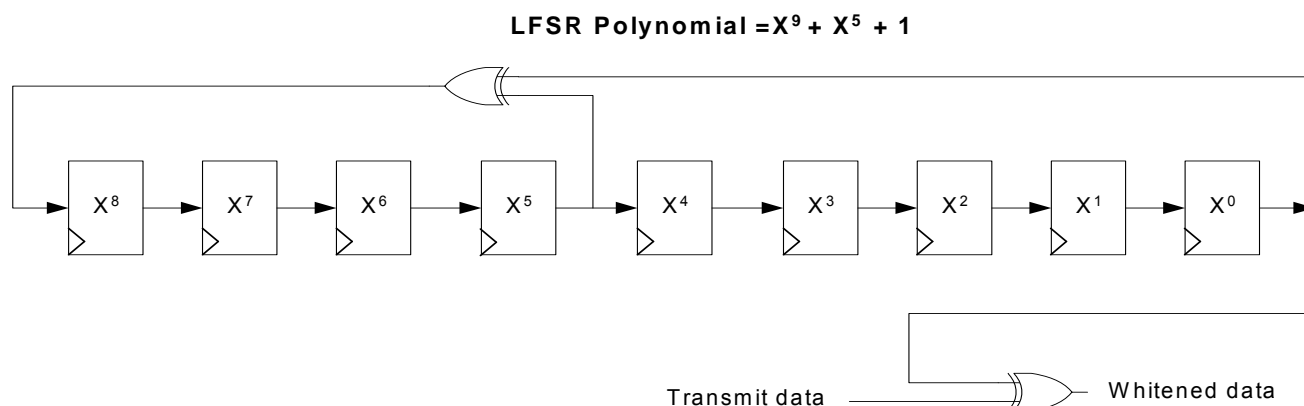 LFSR Polynomial =X⁹ + X⁵ + 1
X⁸ X⁷ X⁶ X⁵ X⁴ X³ X² X¹ X⁰
Transmit data Whitened data